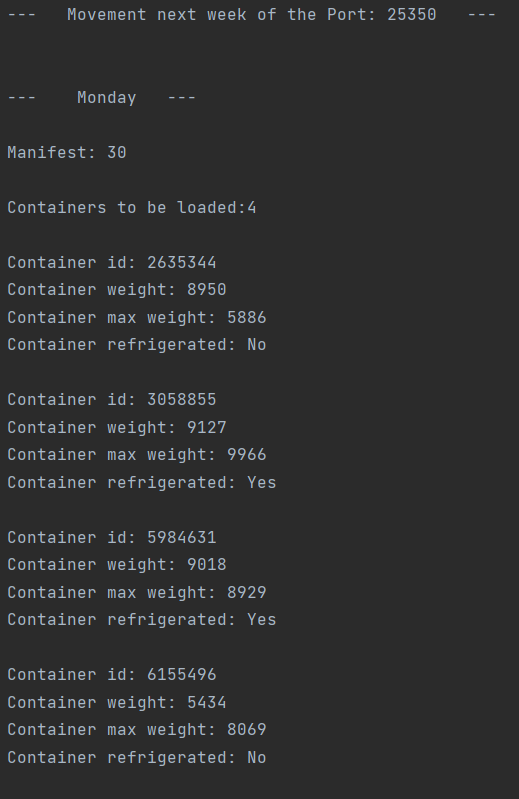 ---   Movement next week of the Port: 25350   ---
---    Monday   ---
Manifest: 30
Containers to be loaded:4
Container id: 2635344
Container weight: 8950
Container max weight: 5886
Container refrigerated: No
Container id: 3058855
Container weight: 9127
Container max weight: 9966
Container refrigerated: Yes
Container id: 5984631
Container weight: 9018
Container max weight: 8929
Container refrigerated: Yes
Container id: 6155496
Container weight: 5434
Container max weight: 8069
Container refrigerated: No